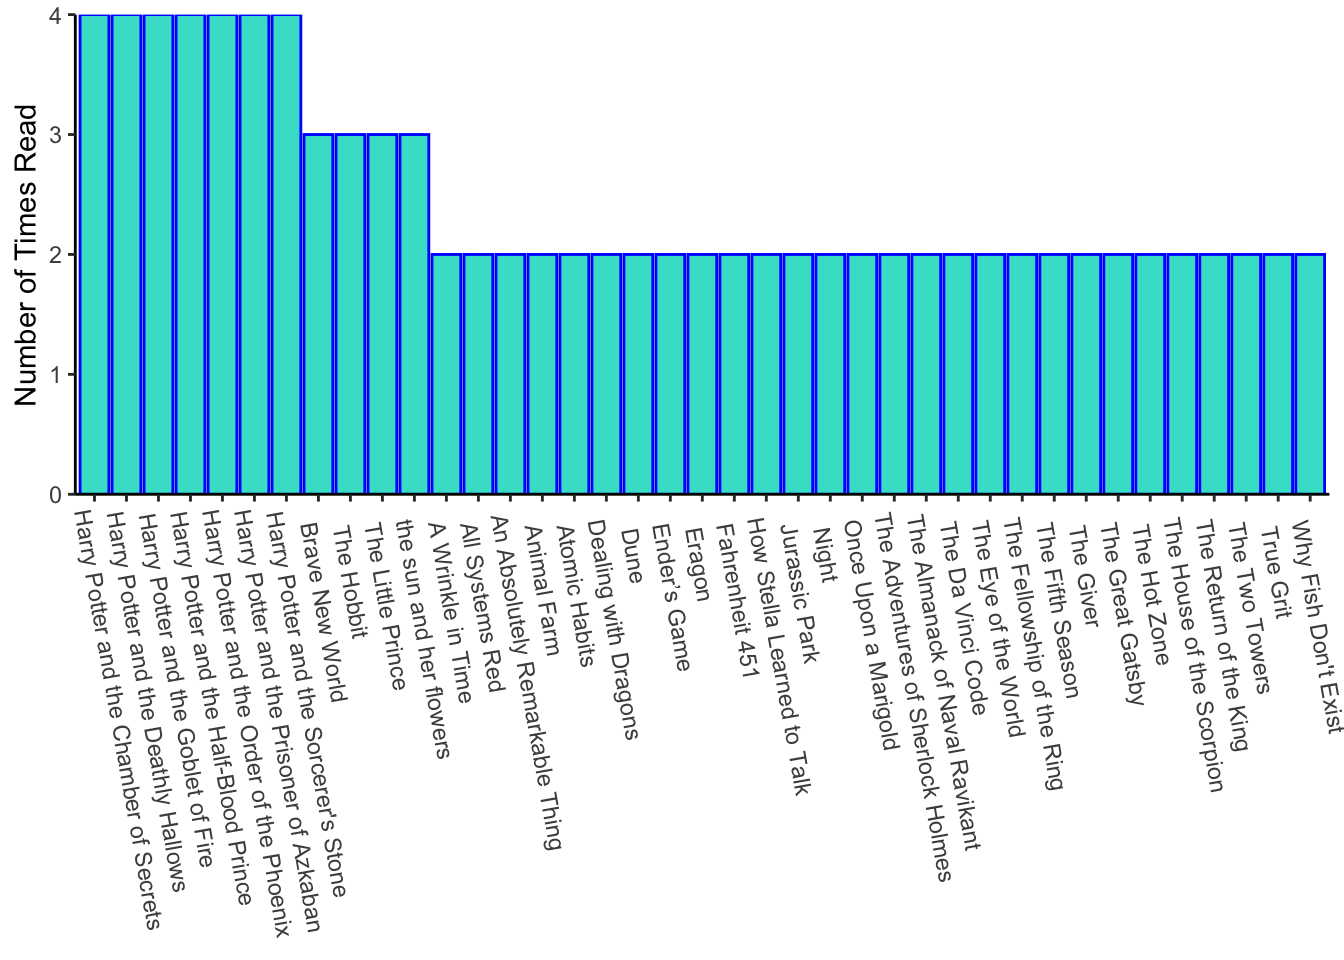 Number of Times Read
4
3
2
1
0
Harry Potter and the Chamber of Secrets
Harry Potter and the Deathly Hallows
Harry Potter and the Goblet of Fire
Harry Potter and the Half-Blood Prince
Harry Potter and the Order of the Phoenix
Harry Potter and the Prisoner of Azkaban
Harry Potter and the Sorcerer's Stone
Brave New World
The Hobbit
The Little Prince
the sun and her flowers
A Wrinkle in Time
All Systems Red
An Absolutely Remarkable Thing
Animal Farm
Atomic Habits
Dealing with Dragons
Dune
Ender's Game
Eragon
Fahrenheit 451
How Stella Learned to Talk
Jurassic Park
Night
Once Upon a Marigold
The Adventures of Sherlock Holmes
The Almanack of Naval Ravikant
The Da Vinci Code
The Eye of the World
The Fellowship of the Ring
The Fifth Season
The Giver
The Great Gatsby
The Hot Zone
The House of the Scorpion
The Return of the King
The Two Towers
True Grit
Why Fish Don't Exist